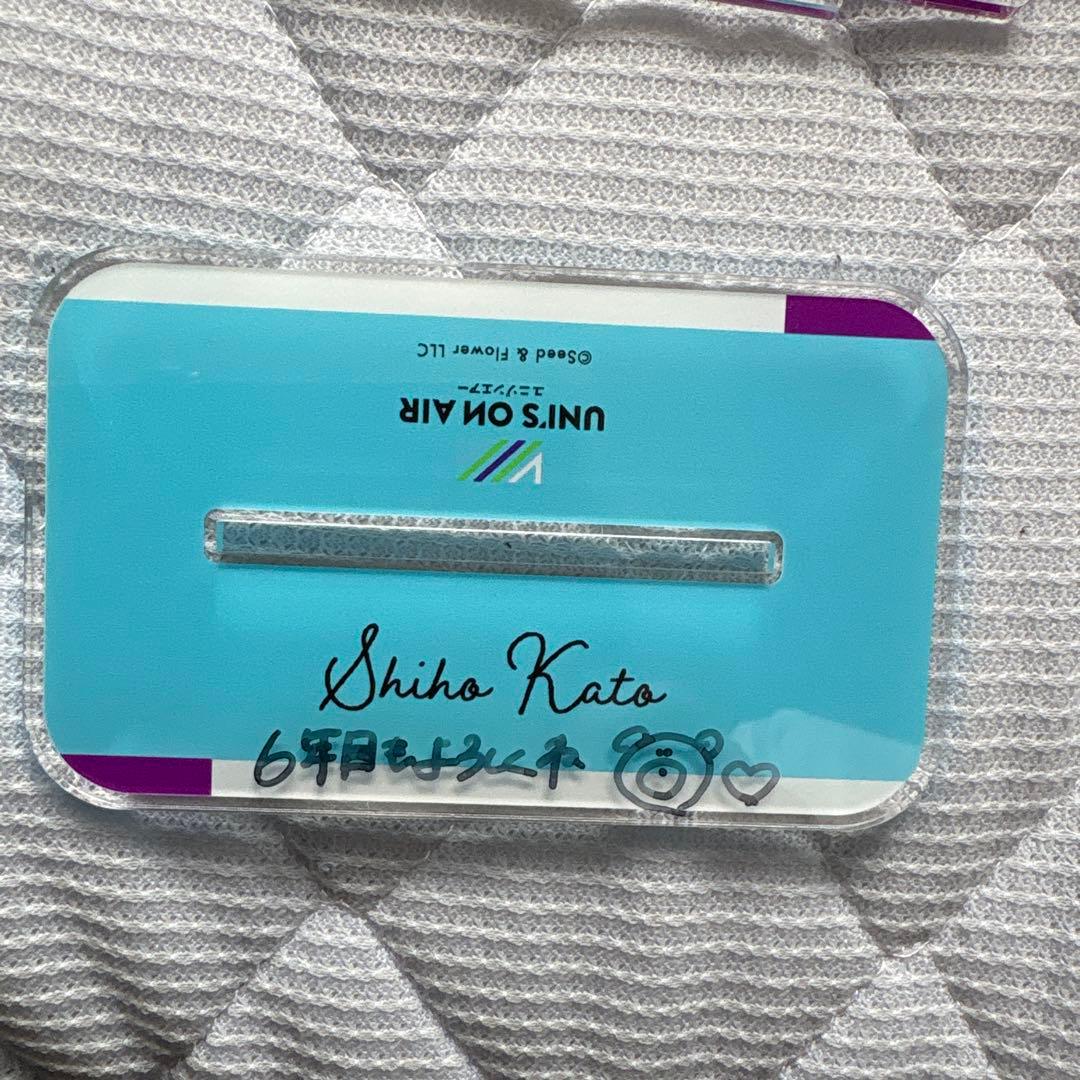 ©Seed & Flower LLC
ユニゾンエアー
UNI'S ON AIR
Shiho Kato
6年目もよろしくね